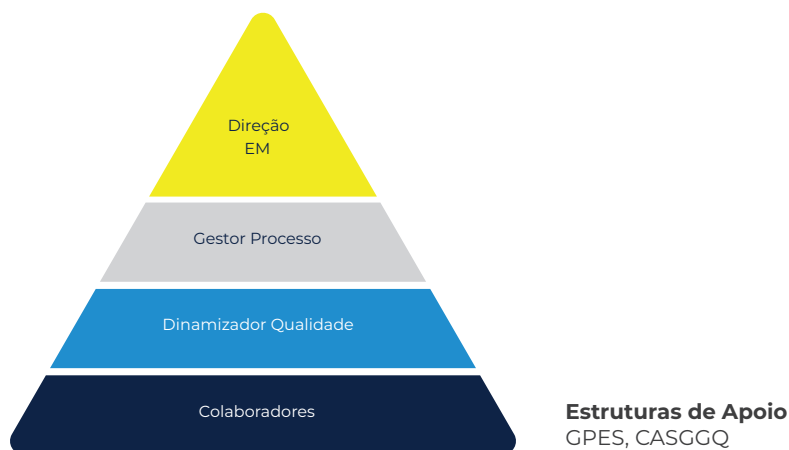 Direção
EM
Gestor Processo
Dinamizador Qualidade
Colaboradores
Estruturas de Apoio
GPES, CASGGQ